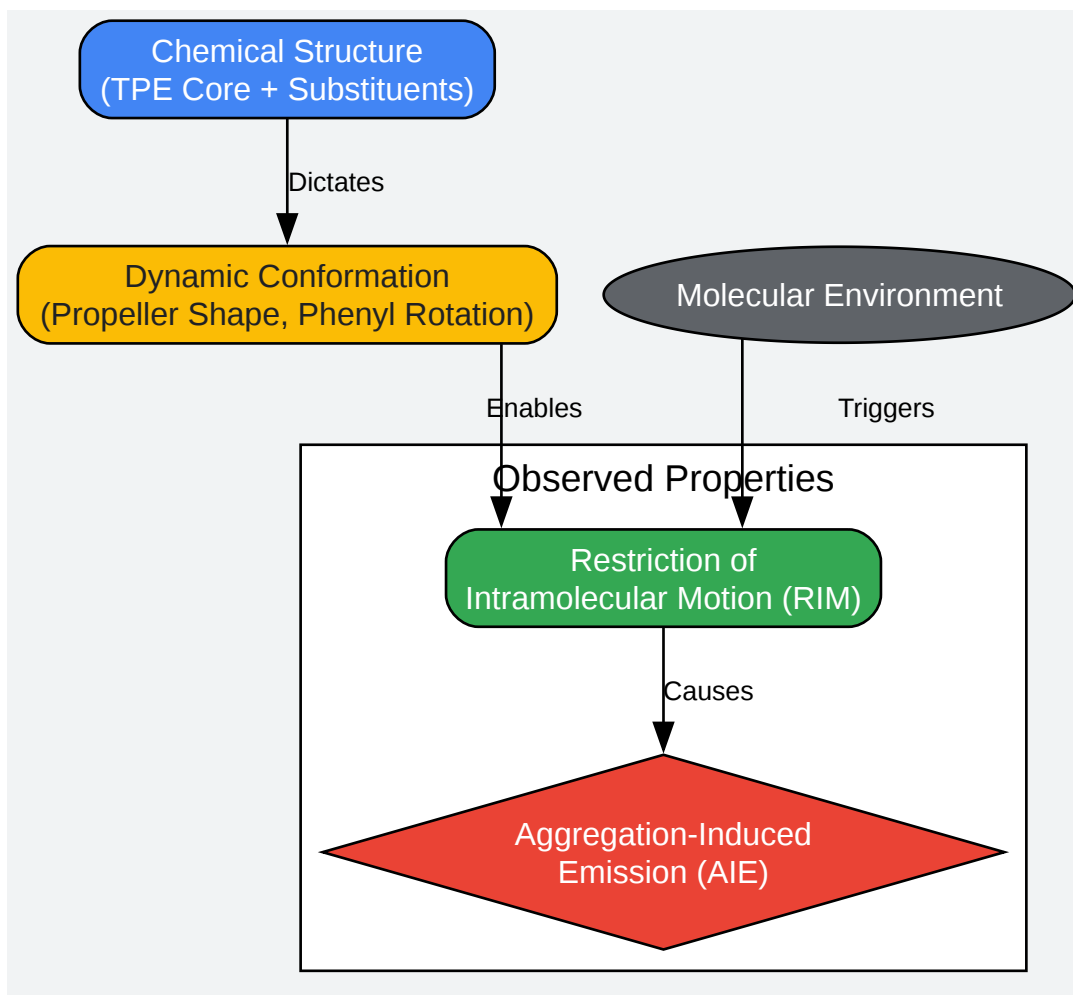 Chemical Structure
(TPE Core + Substituents)
Dictates
Dynamic Conformation
(Propeller Shape, Phenyl Rotation)
Molecular Environment
Enables
Triggers
Observed Properties
Restriction of
Intramolecular Motion (RIM)
Causes
Aggregation-Induced
Emission (AIE)